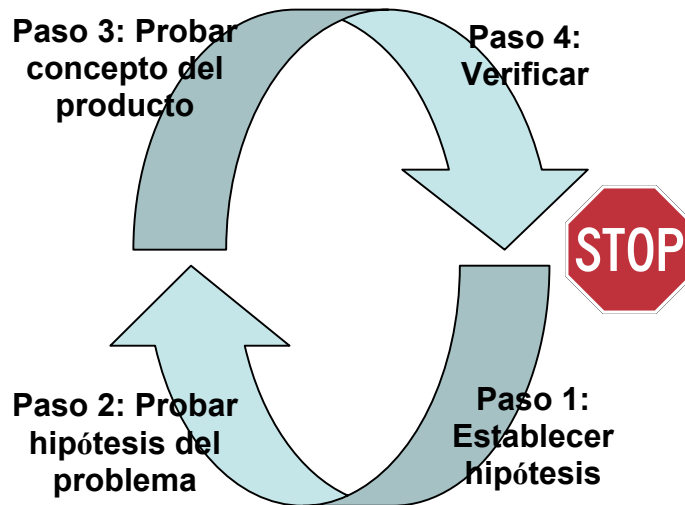 Paso 3: Probar
concepto del
producto
Paso 4:
Verificar
STOP
Paso 2: Probar
hipótesis del
problema
Paso 1:
Establecer
hipótesis